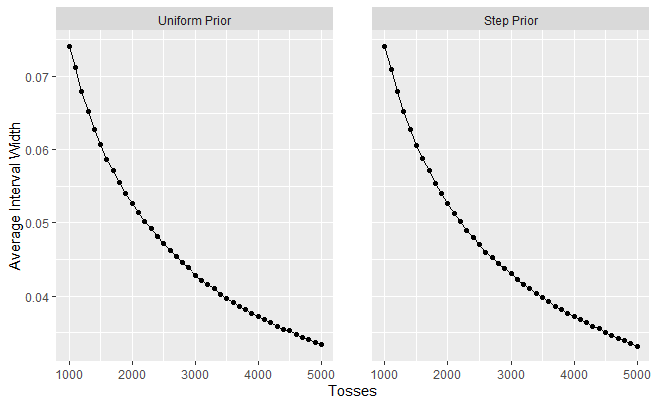 Uniform Prior
Step Prior
Average Interval Width
0.07
0.06
0.05
0.04
1000 2000 3000 4000 5000
1000 2000 3000 4000 5000
Tosses